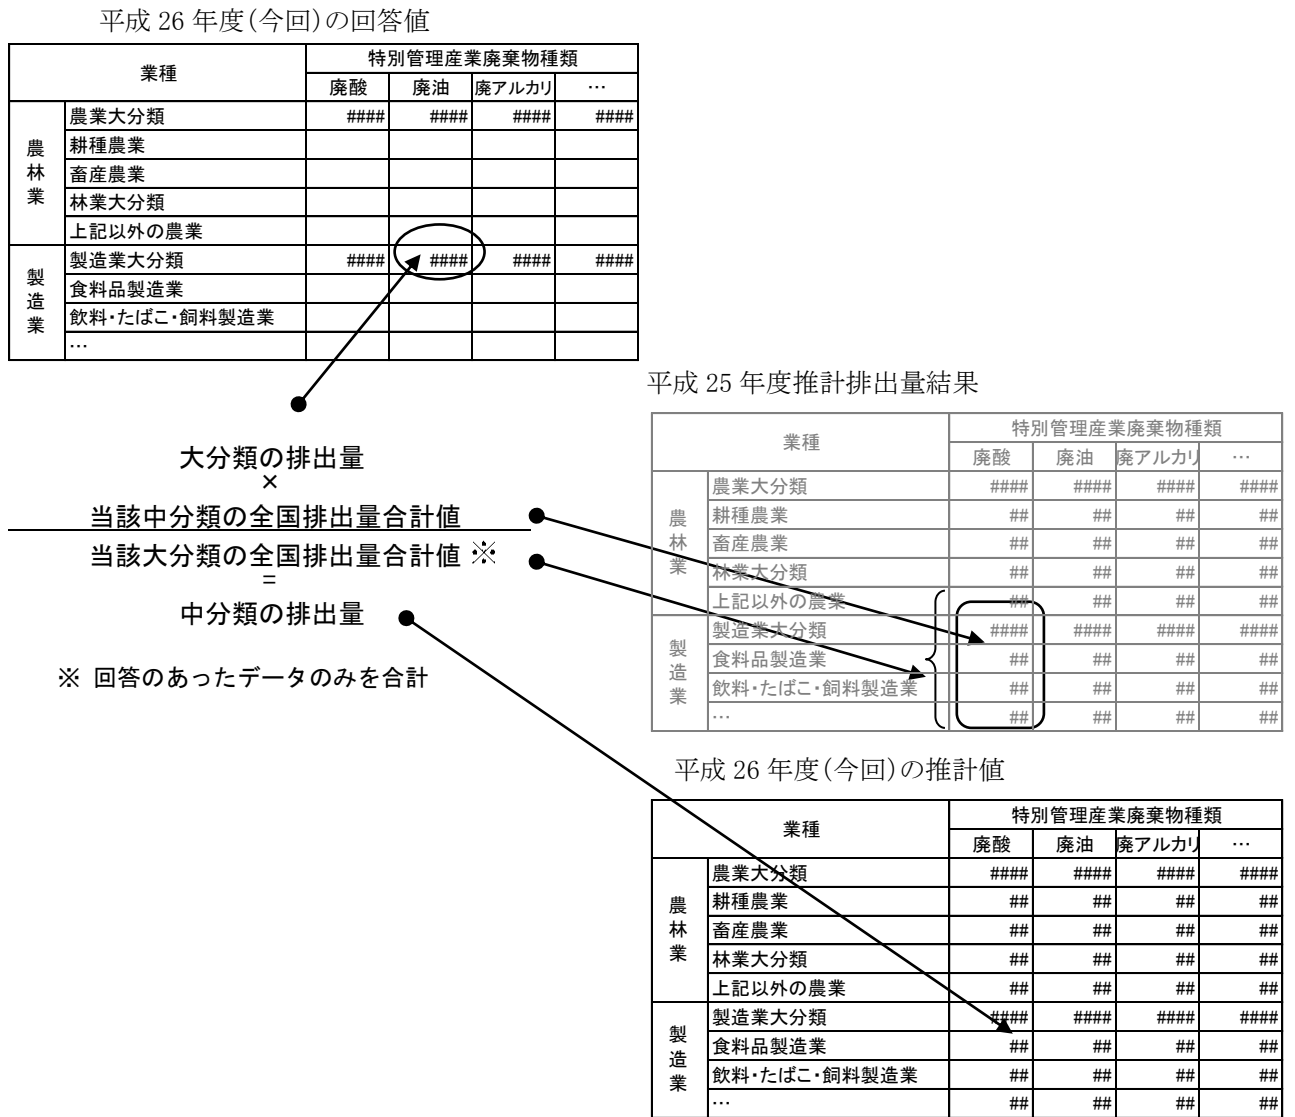 平成 26 年度(今回)の回答値
業種 特別管理産業廃棄物種類
廃酸 廃油 廃アルカリ …
農林業
農業大分類 #### #### #### ####
耕種農業
畜産農業
林業大分類
上記以外の農業
製造業
製造業大分類 #### #### #### ####
食料品製造業
飲料・たばこ・飼料製造業
…
大分類の排出量
×
当該中分類の全国排出量合計値
当該大分類の全国排出量合計値 ※
=
中分類の排出量
※ 回答のあったデータのみを合計
平成 25 年度推計排出量結果
業種 特別管理産業廃棄物種類
廃酸 廃油 廃アルカリ …
農林業
農業大分類 #### #### #### ####
耕種農業 ## ## ## ##
畜産農業 ## ## ## ##
林業大分類 ## ## ## ##
上記以外の農業 ## ## ## ##
製造業
製造業大分類 #### #### #### ####
食料品製造業 ## ## ## ##
飲料・たばこ・飼料製造業 ## ## ## ##
… ## ## ## ##
平成 26 年度(今回)の推計値
業種 特別管理産業廃棄物種類
廃酸 廃油 廃アルカリ …
農林業
農業大分類 #### #### #### ####
耕種農業 ## ## ## ##
畜産農業 ## ## ## ##
林業大分類 ## ## ## ##
上記以外の農業 ## ## ## ##
製造業
製造業大分類 #### #### #### ####
食料品製造業 ## ## ## ##
飲料・たばこ・飼料製造業 ## ## ## ##
… ## ## ## ##